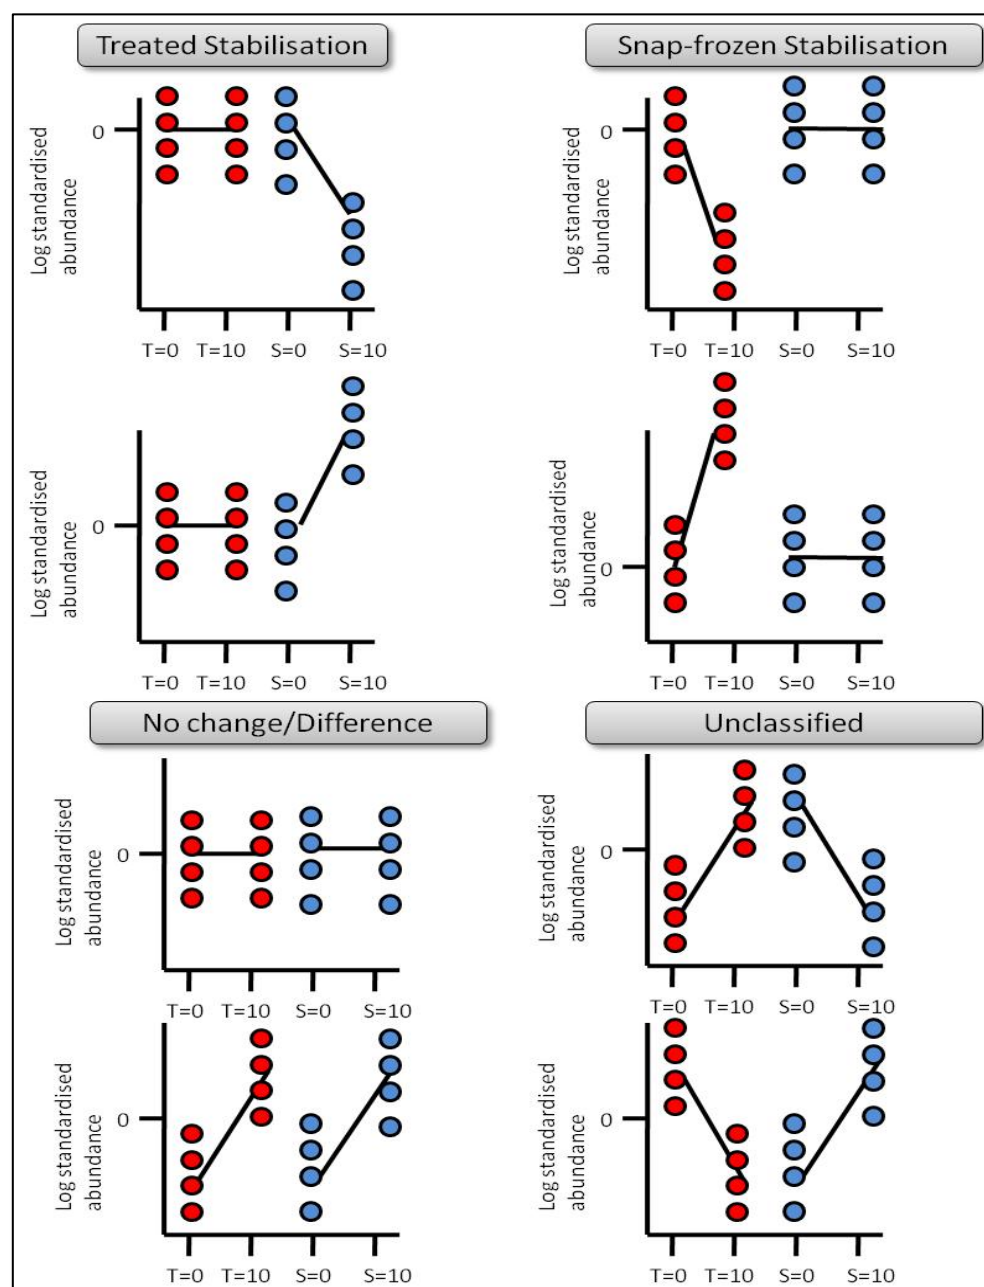 Treated Stabilisation
Snap-frozen Stabilisation
Log standardised
abundance
0
T=0 T=10 S=0 S=10
Log standardised
abundance
0
T=0 T=10 S=0 S=10
Log standardised
abundance
0
T=0 T=10 S=0 S=10
Log standardised
abundance
0
T=0 T=10 S=0 S=10
No change/Difference
Unclassified
Log standardised
abundance
0
T=0 T=10 S=0 S=10
Log standardised
abundance
0
T=0 T=10 S=0 S=10
Log standardised
abundance
0
T=0 T=10 S=0 S=10
Log standardised
abundance
0
T=0 T=10 S=0 S=10